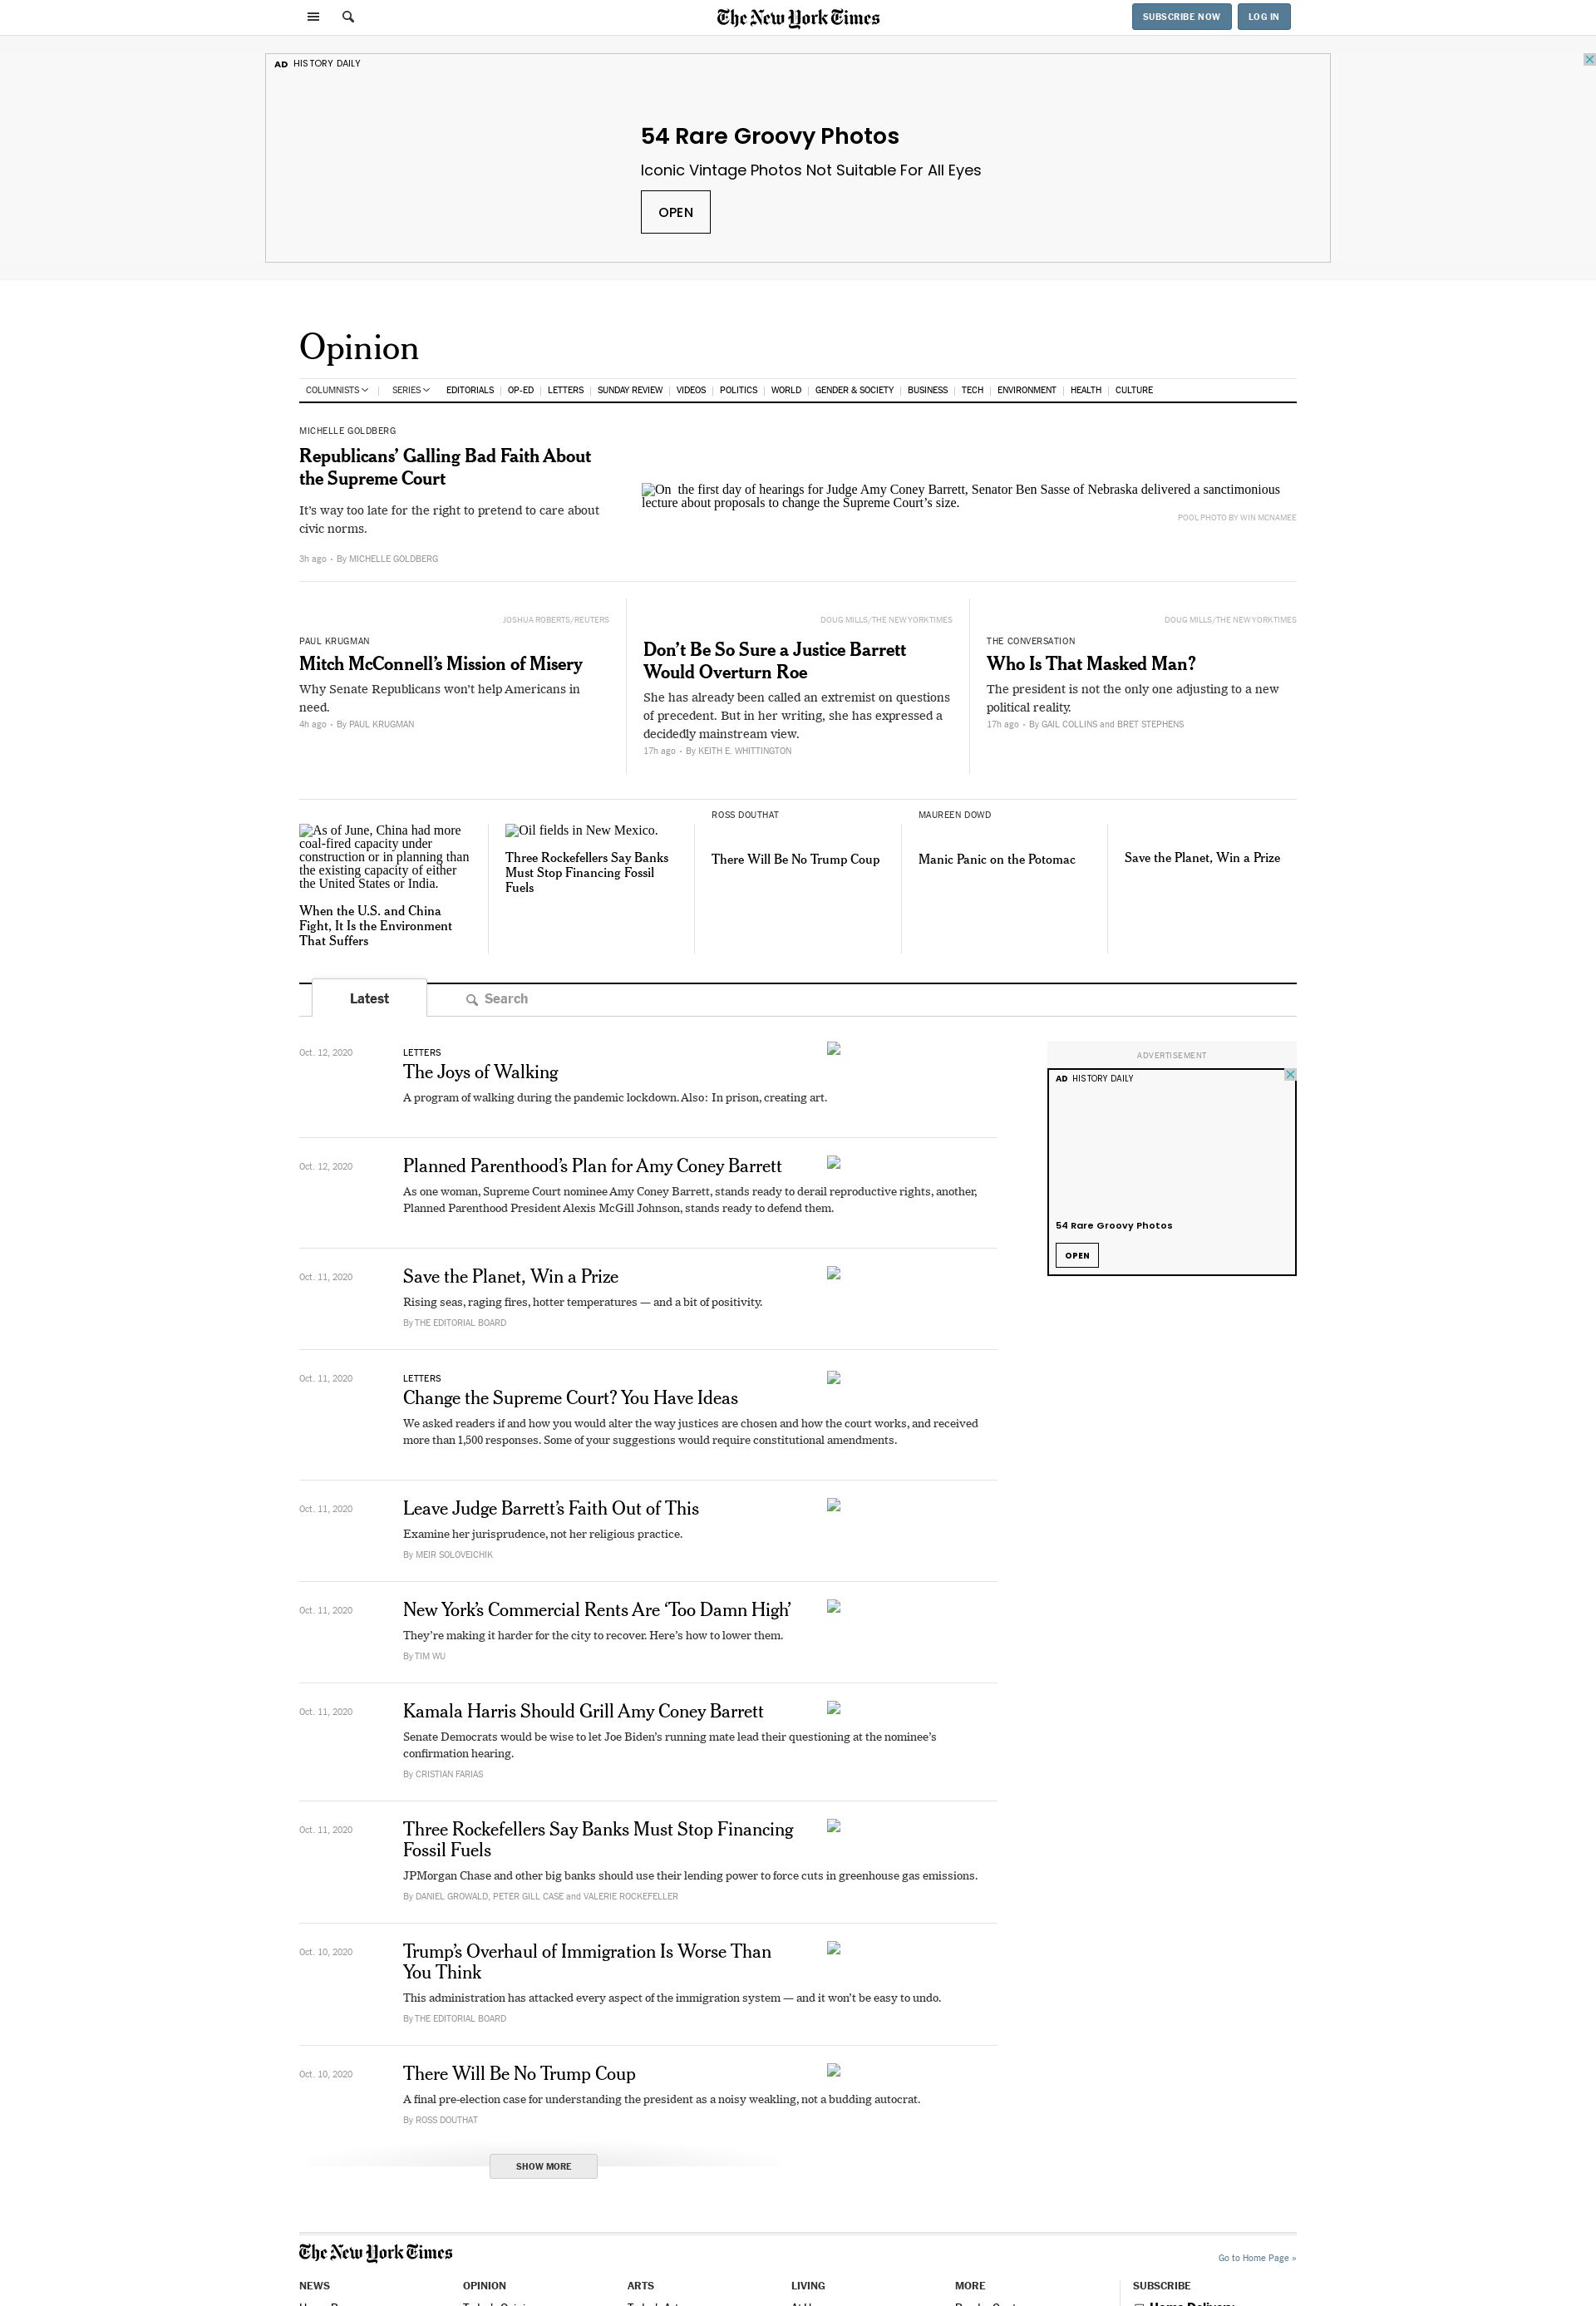 The New York Times
SUBSCRIBE NOW
LOG IN
AD HISTORY DAILY
54 Rare Groovy Photos
Iconic Vintage Photos Not Suitable For All Eyes
OPEN
Opinion
COLUMNISTS
SERIES
EDITORIALS
OP-ED
LETTERS
SUNDAY REVIEW
VIDEOS
POLITICS
WORLD
GENDER & SOCIETY
BUSINESS
TECH
ENVIRONMENT
HEALTH
CULTURE
MICHELLE GOLDBERG
Republicans’ Galling Bad Faith About
the Supreme Court
It’s way too late for the right to pretend to care about
civic norms.
3h ago • By MICHELLE GOLDBERG
On the first day of hearings for Judge Amy Coney Barrett, Senator Ben Sasse of Nebraska delivered a sanctimonious
lecture about proposals to change the Supreme Court’s size.
POOL PHOTO BY WIN MCNAMEE
JOSHUA ROBERTS/REUTERS
PAUL KRUGMAN
Mitch McConnell’s Mission of Misery
Why Senate Republicans won’t help Americans in
need.
4h ago • By PAUL KRUGMAN
DOUG MILLS/THE NEW YORK TIMES
Don’t Be So Sure a Justice Barrett
Would Overturn Roe
She has already been called an extremist on questions
of precedent. But in her writing, she has expressed a
decidedly mainstream view.
17h ago • By KEITH E. WHITTINGTON
DOUG MILLS/THE NEW YORK TIMES
THE CONVERSATION
Who Is That Masked Man?
The president is not the only one adjusting to a new
political reality.
17h ago • By GAIL COLLINS and BRET STEPHENS
As of June, China had more
coal-fired capacity under
construction or in planning than
the existing capacity of either
the United States or India.
When the U.S. and China
Fight, It Is the Environment
That Suffers
Oil fields in New Mexico.
Three Rockefellers Say Banks
Must Stop Financing Fossil
Fuels
ROSS DOUTHAT
There Will Be No Trump Coup
MAUREEN DOWD
Manic Panic on the Potomac
Save the Planet, Win a Prize
Latest
Search
Oct. 12, 2020
LETTERS
The Joys of Walking
A program of walking during the pandemic lockdown. Also: In prison, creating art.
Oct. 12, 2020
Planned Parenthood’s Plan for Amy Coney Barrett
As one woman, Supreme Court nominee Amy Coney Barrett, stands ready to derail reproductive rights, another,
Planned Parenthood President Alexis McGill Johnson, stands ready to defend them.
Oct. 11, 2020
Save the Planet, Win a Prize
Rising seas, raging fires, hotter temperatures — and a bit of positivity.
By THE EDITORIAL BOARD
Oct. 11, 2020
LETTERS
Change the Supreme Court? You Have Ideas
We asked readers if and how you would alter the way justices are chosen and how the court works, and received
more than 1,500 responses. Some of your suggestions would require constitutional amendments.
Oct. 11, 2020
Leave Judge Barrett’s Faith Out of This
Examine her jurisprudence, not her religious practice.
By MEIR SOLOVEICHIK
Oct. 11, 2020
New York’s Commercial Rents Are ‘Too Damn High’
They’re making it harder for the city to recover. Here’s how to lower them.
By TIM WU
Oct. 11, 2020
Kamala Harris Should Grill Amy Coney Barrett
Senate Democrats would be wise to let Joe Biden’s running mate lead their questioning at the nominee’s
confirmation hearing.
By CRISTIAN FARIAS
Oct. 11, 2020
Three Rockefellers Say Banks Must Stop Financing
Fossil Fuels
JPMorgan Chase and other big banks should use their lending power to force cuts in greenhouse gas emissions.
By DANIEL GROWALD, PETER GILL CASE and VALERIE ROCKEFELLER
Oct. 10, 2020
Trump’s Overhaul of Immigration Is Worse Than
You Think
This administration has attacked every aspect of the immigration system — and it won’t be easy to undo.
By THE EDITORIAL BOARD
Oct. 10, 2020
There Will Be No Trump Coup
A final pre-election case for understanding the president as a noisy weakling, not a budding autocrat.
By ROSS DOUTHAT
SHOW MORE
ADVERTISEMENT
AD HISTORY DAILY
54 Rare Groovy Photos
OPEN
The New York Times
Go to Home Page »
NEWS
OPINION
ARTS
LIVING
MORE
SUBSCRIBE
Home Delivery